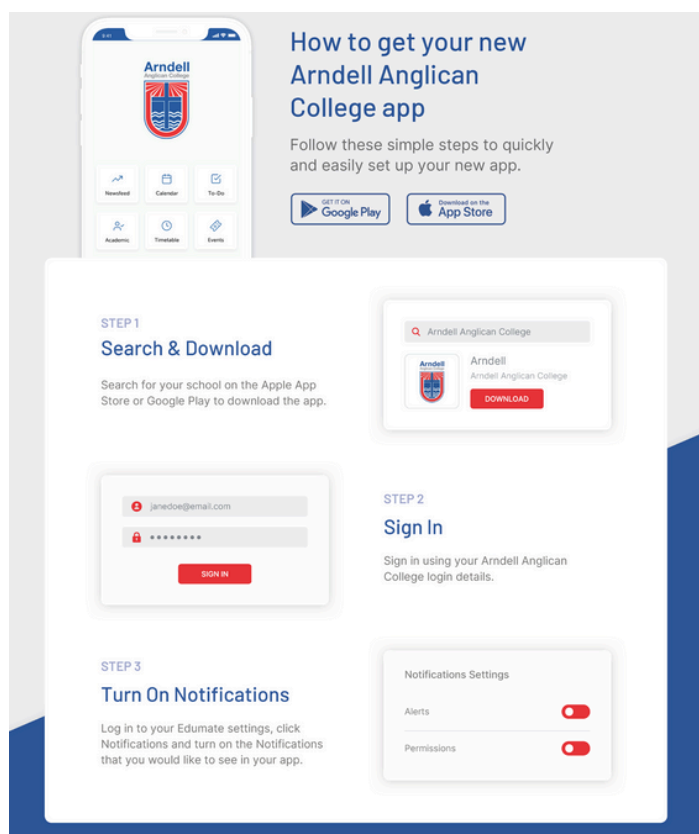 9:41
Arndell
Anglican College
Newsfeed
Calendar
To-Do
Academic
Timetable
Events
How to get your new
Arndell Anglican
College app
Follow these simple steps to quickly
and easily set up your new app.
GET IT ON
Google Play
Download on the
App Store
STEP 1
Search & Download
Search for your school on the Apple App
Store or Google Play to download the app.
Arndell Anglican College
Arndell
Anglican College
Arndell
Arndell Anglican College
DOWNLOAD
janedoe@email.com
SIGN IN
STEP 2
Sign In
Sign in using your Arndell Anglican
College login details.
STEP 3
Turn On Notifications
Log in to your Edumate settings, click
Notifications and turn on the Notifications
that you would like to see in your app.
Notifications Settings
Alerts
Permissions